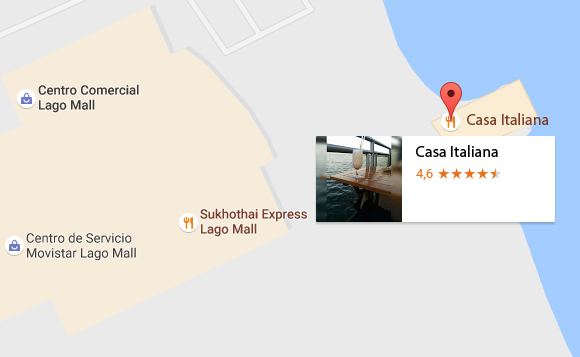 Centro Comercial
Lago Mall
Casa Italiana
Casa Italiana
4,6
Sukhothai Express
Lago Mall
Centro de Servicio
Movistar Lago Mall